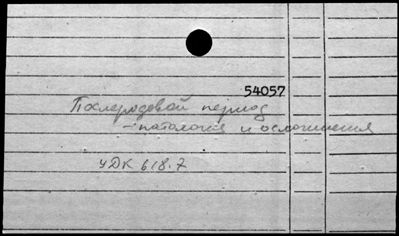 54057
Послеродовой период
- патология и осложнения
УДК 618.7